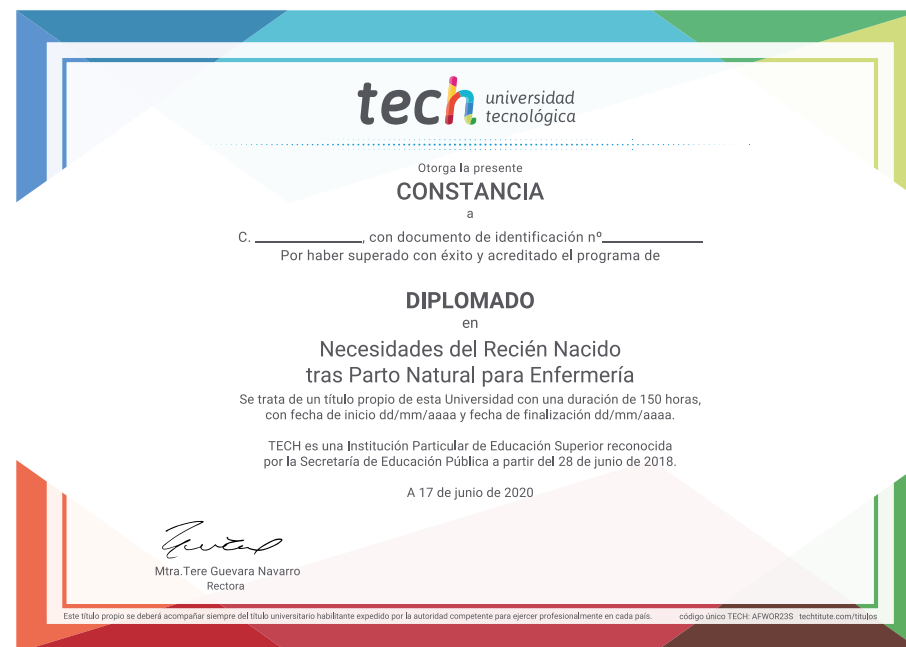 tech universidad
tecnológica
Otorga la presente
CONSTANCIA
a
C. ____________, con documento de identificación nº____________
Por haber superado con éxito y acreditado el programa de
DIPLOMADO
en
Necesidades del Recién Nacido
tras Parto Natural para Enfermería
Se trata de un título propio de esta Universidad con una duración de 150 horas,
con fecha de inicio dd/mm/aaaa y fecha de finalización dd/mm/aaaa.
TECH es una Institución Particular de Educación Superior reconocida
por la Secretaría de Educación Pública a partir del 28 de junio de 2018.
A 17 de junio de 2020
Mtra.Tere Guevara Navarro
Rectora
Este título propio se deberá acompañar siempre del título universitario habilitante expedido por la autoridad competente para ejercer profesionalmente en cada país. código único TECH: AFWOR23S techtitute.com/titulos